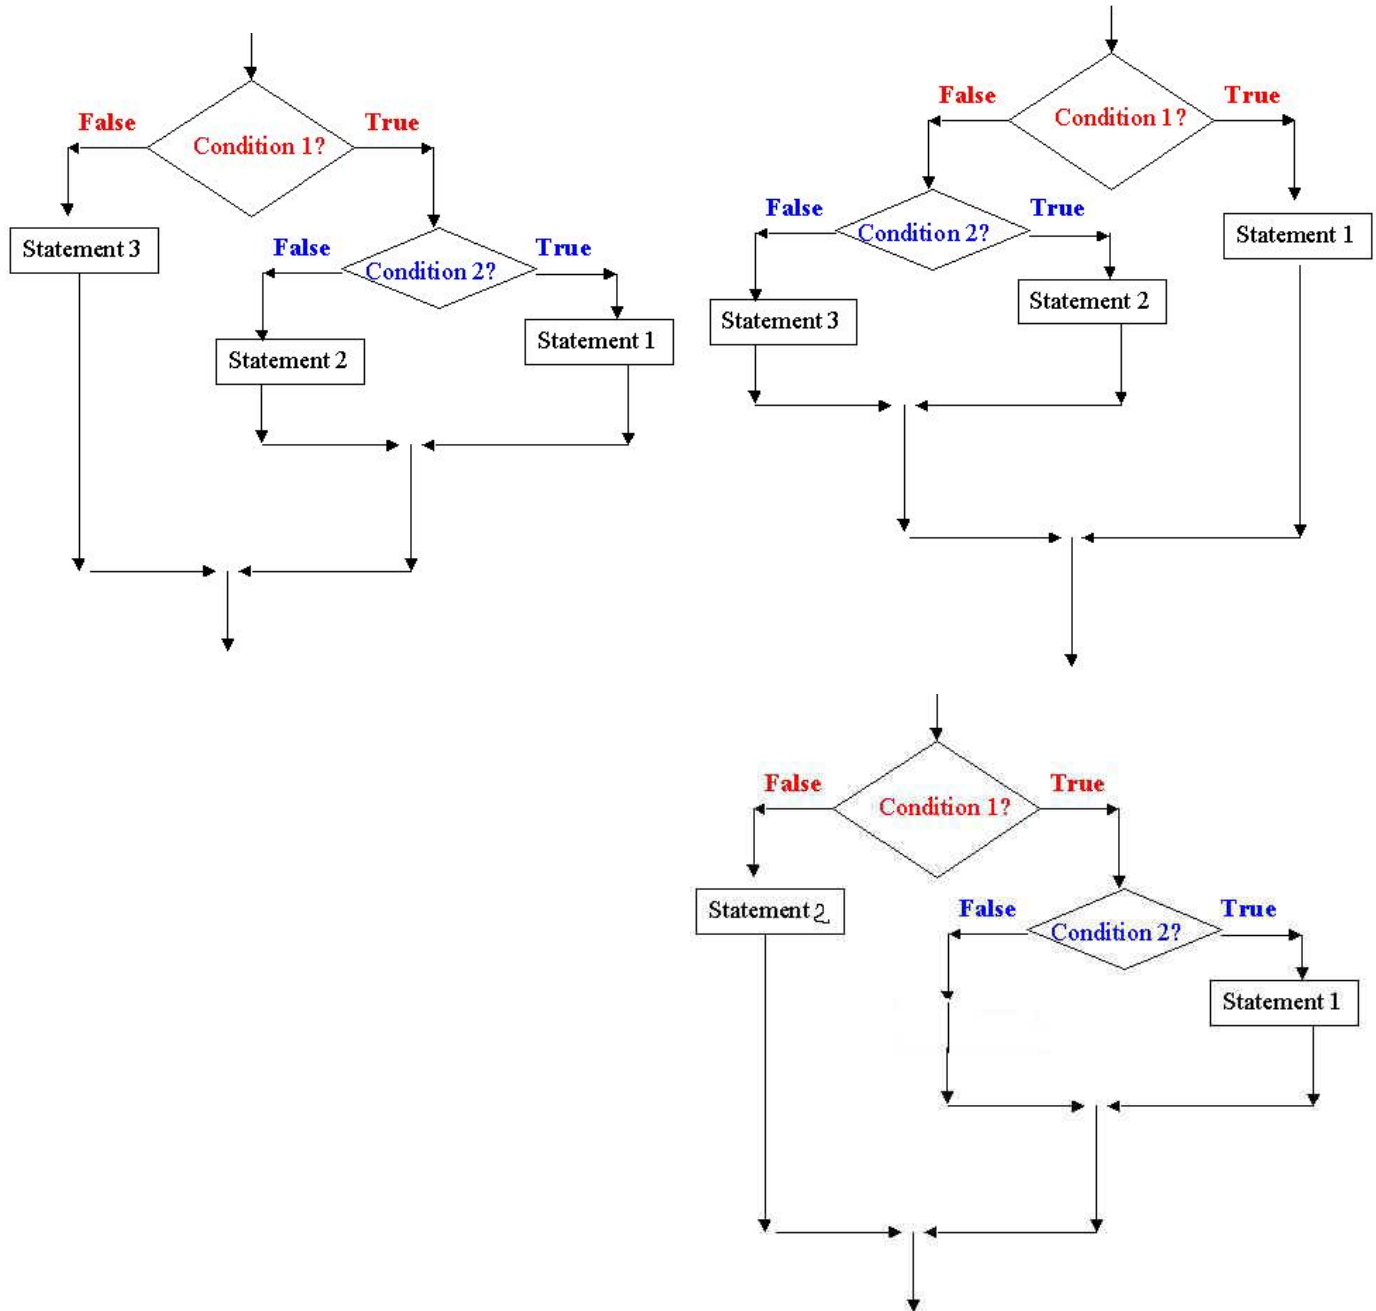 False
True
Condition 1?
Statement 3
False
True
Condition 2?
Statement 2
Statement 1
False
True
Condition 1?
False
True
Condition 2?
Statement 1
Statement 3
Statement 2
False
True
Condition 1?
Statement 2
False
True
Condition 2?
Statement 1